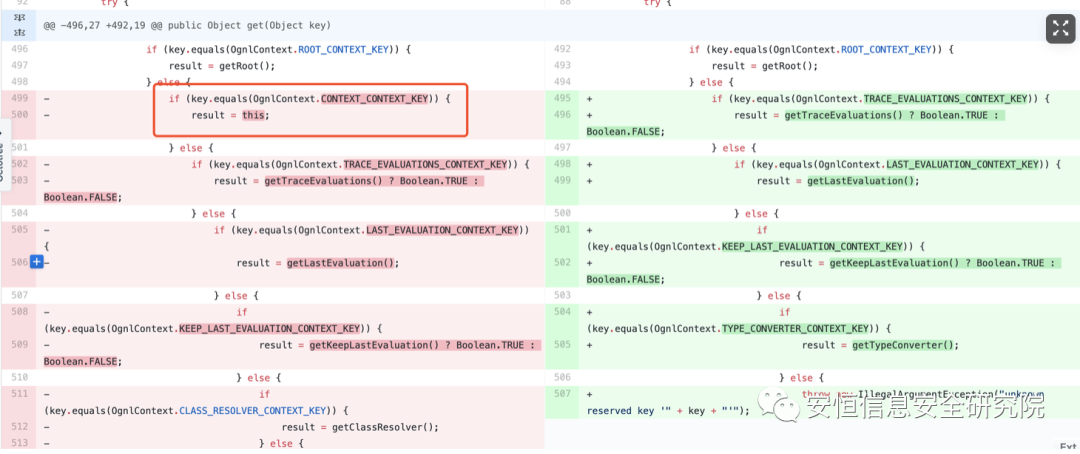 92 try {
88 try {
@@ -496,27 +492,19 @@ public Object get(Object key)
496 if (key.equals(OgnlContext.ROOT_CONTEXT_KEY)) {
497 result = getRoot();
498 } else {
499 - if (key.equals(OgnlContext.CONTEXT_CONTEXT_KEY)) {
500 - result = this;
501 } else {
502 - if (key.equals(OgnlContext.TRACE_EVALUATIONS_CONTEXT_KEY)) {
503 - result = getTraceEvaluations() ? Boolean.TRUE :
Boolean.FALSE;
504 } else {
505 - if (key.equals(OgnlContext.LAST_EVALUATION_CONTEXT_KEY))
{
506 - result = getLastEvaluation();
507 } else {
508 - if
(key.equals(OgnlContext.KEEP_LAST_EVALUATION_CONTEXT_KEY)) {
509 - result = getKeepLastEvaluation() ? Boolean.TRUE :
Boolean.FALSE;
510 } else {
511 - if
(key.equals(OgnlContext.CLASS_RESOLVER_CONTEXT_KEY)) {
512 - result = getClassResolver();
513 - } else {
492 if (key.equals(OgnlContext.ROOT_CONTEXT_KEY)) {
493 result = getRoot();
494 } else {
495 + if (key.equals(OgnlContext.TRACE_EVALUATIONS_CONTEXT_KEY)) {
496 + result = getTraceEvaluations() ? Boolean.TRUE :
Boolean.FALSE;
497 } else {
498 + if (key.equals(OgnlContext.LAST_EVALUATION_CONTEXT_KEY)) {
499 + result = getLastEvaluation();
500 } else {
501 + if
(key.equals(OgnlContext.KEEP_LAST_EVALUATION_CONTEXT_KEY)) {
502 + result = getKeepLastEvaluation() ? Boolean.TRUE :
Boolean.FALSE;
503 } else {
504 + if
(key.equals(OgnlContext.TYPE_CONVERTER_CONTEXT_KEY)) {
505 + result = getTypeConverter();
506 } else {
507 + throw new IllegalArgumentException("unknown
reserved key '" + key + "'");
安恒信息安全研究院